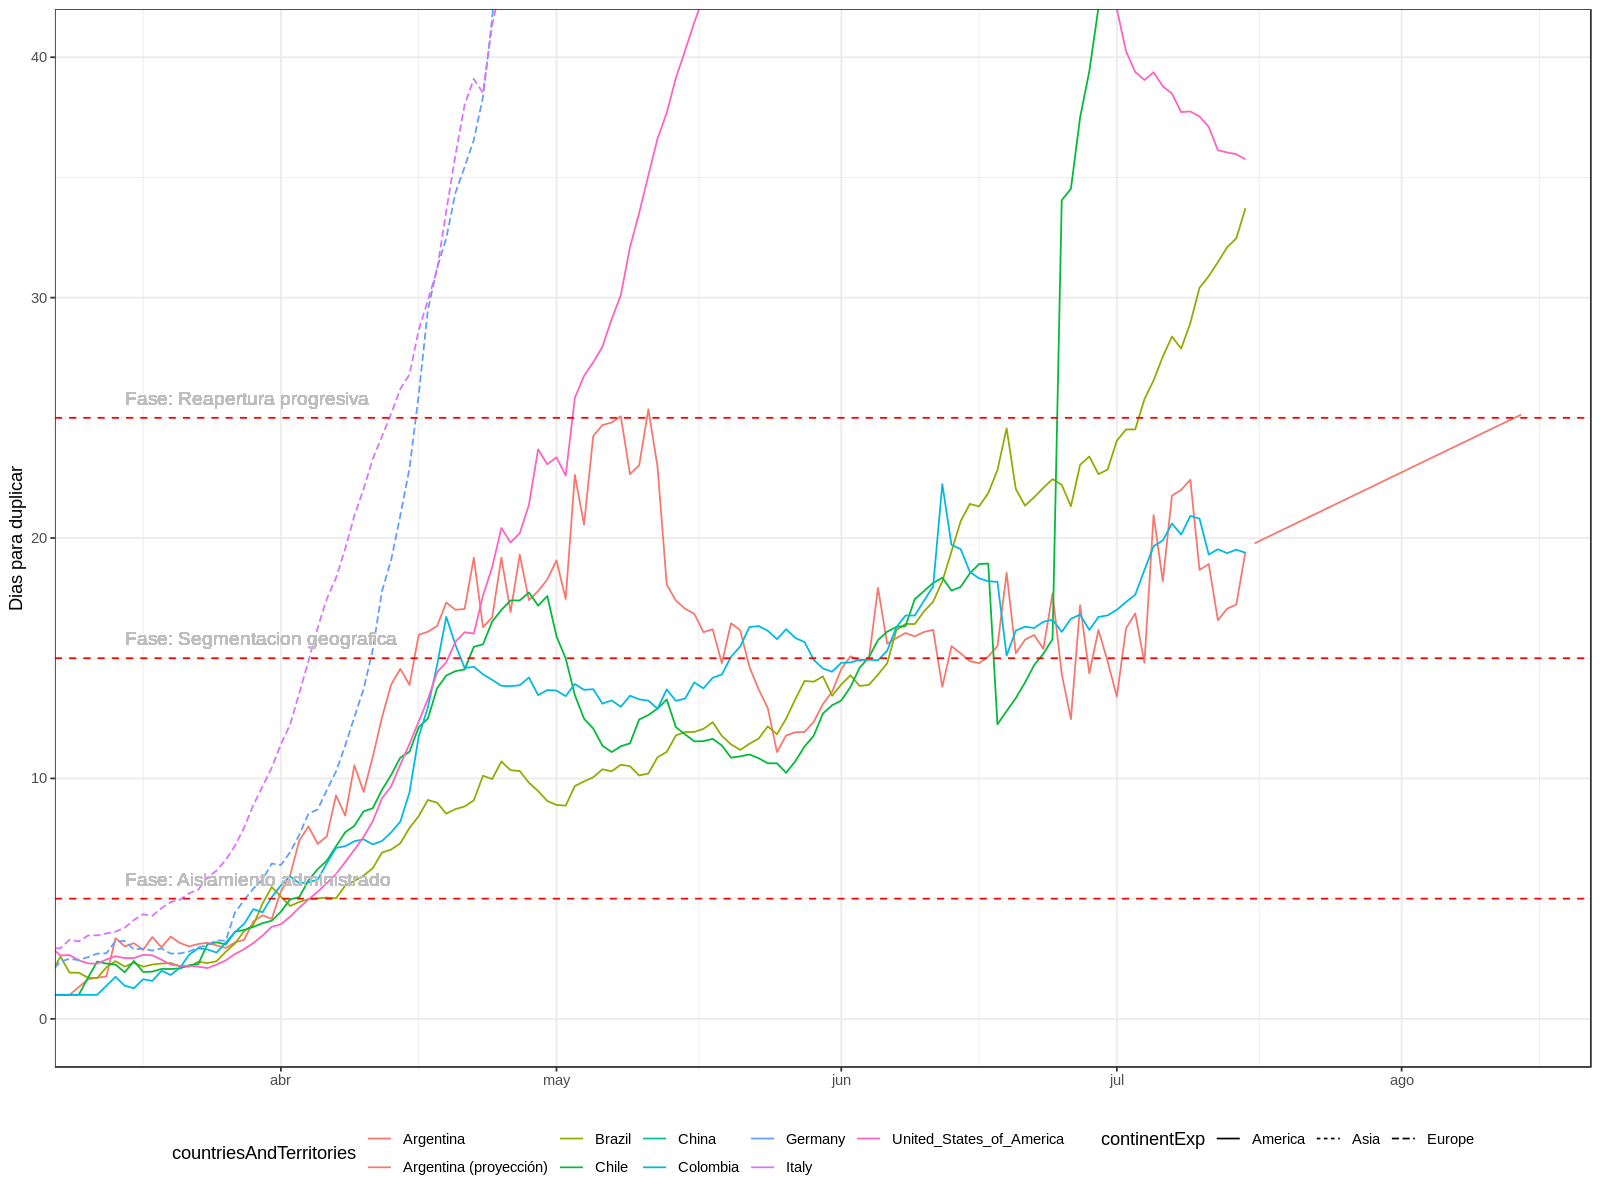 40
30
20
10
0
Dias para duplicar
Fase: Reapertura progresiva
Fase: Segmentacion geografica
Fase: Aislamiento administrado
abr may jun jul ago
countriesAndTerritories
Argentina Brazil China Germany United_States_of_America
Argentina (proyección) Chile Colombia Italy
continentExp America Asia Europe